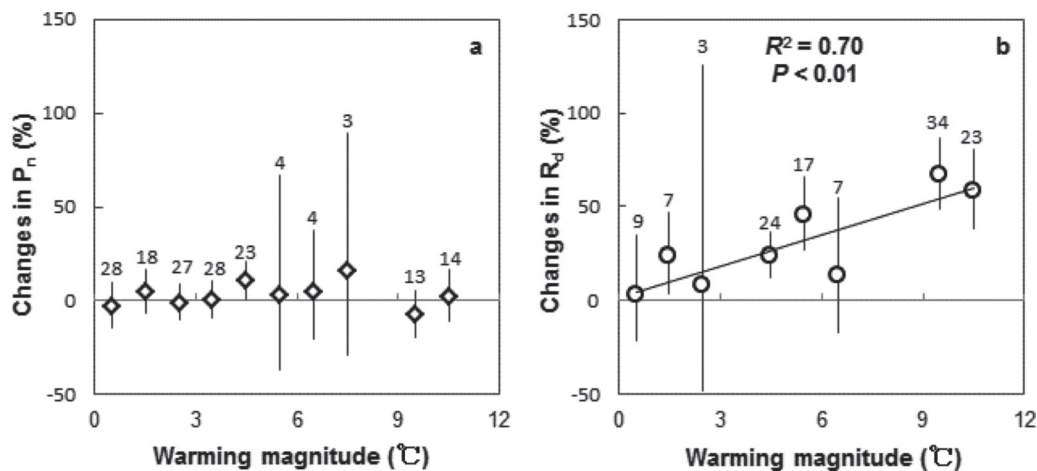 150
100
50
0
-50
0 3 6 9 12
Changes in Pn (%)
Warming magnitude (℃)
a
28 18 27 28 23 4 4 3 13 14
150
100
50
0
-50
0 3 6 9 12
Changes in Rd (%)
Warming magnitude (℃)
b
R² = 0.70
P < 0.01
9 7 3 24 17 7 34 23